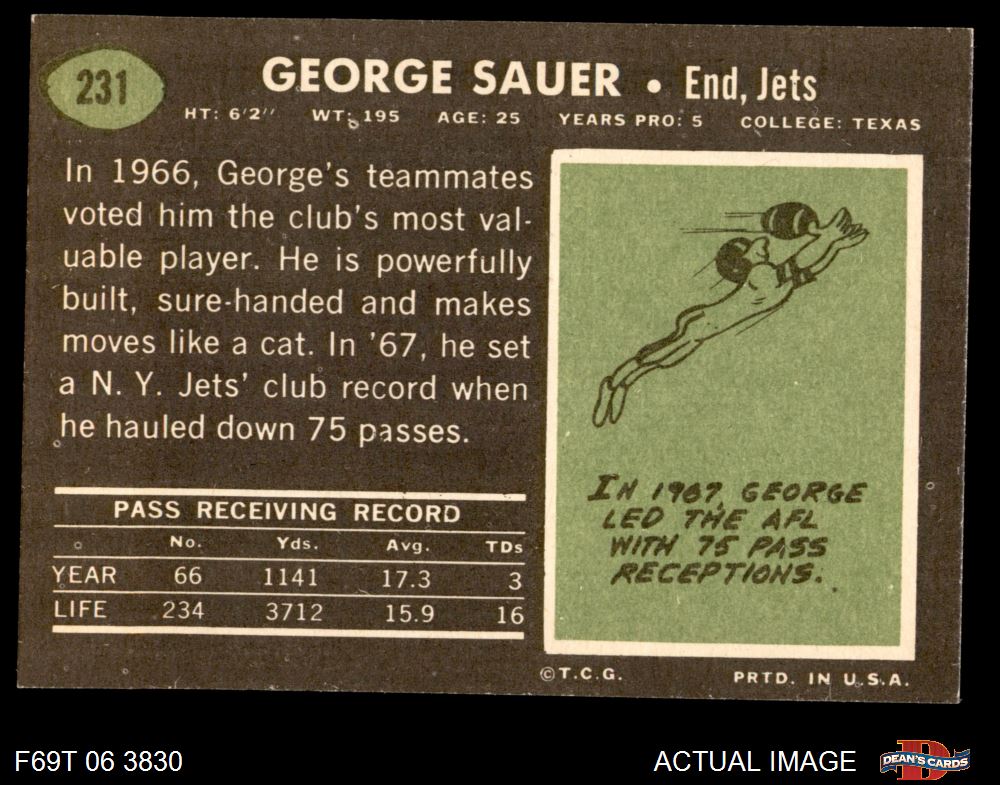 231
GEORGE SAUER • End, Jets
HT: 6'2" WT: 195 AGE: 25 YEARS PRO: 5 COLLEGE: TEXAS
In 1966, George's teammates
voted him the club's most val-
uable player. He is powerfully
built, sure-handed and makes
moves like a cat. In '67, he set
a N. Y. Jets' club record when
he hauled down 75 passes.
PASS RECEIVING RECORD
No. Yds. Avg. TDs
YEAR 66 1141 17.3 3
LIFE 234 3712 15.9 16
IN 1967, GEORGE
LED THE AFL
WITH 75 PASS
RECEPTIONS.
©T.C.G. PRTD. IN U.S.A.
F69T 06 3830 ACTUAL IMAGE
D
DEAN'S CARDS